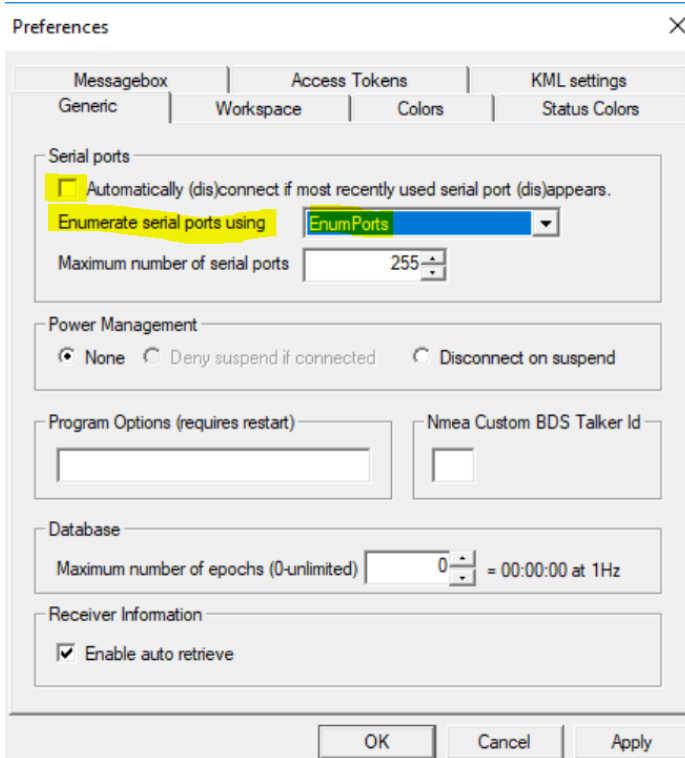 Preferences
Messagebox Access Tokens KML settings
Generic Workspace Colors Status Colors
Serial ports
Automatically (dis)connect if most recently used serial port (dis)appears.
Enumerate serial ports using EnumPorts
Maximum number of serial ports 255
Power Management
None Deny suspend if connected Disconnect on suspend
Program Options (requires restart) Nmea Custom BDS Talker Id
Database
Maximum number of epochs (0-unlimited) 0 = 00:00:00 at 1Hz
Receiver Information
Enable auto retrieve
OK Cancel Apply